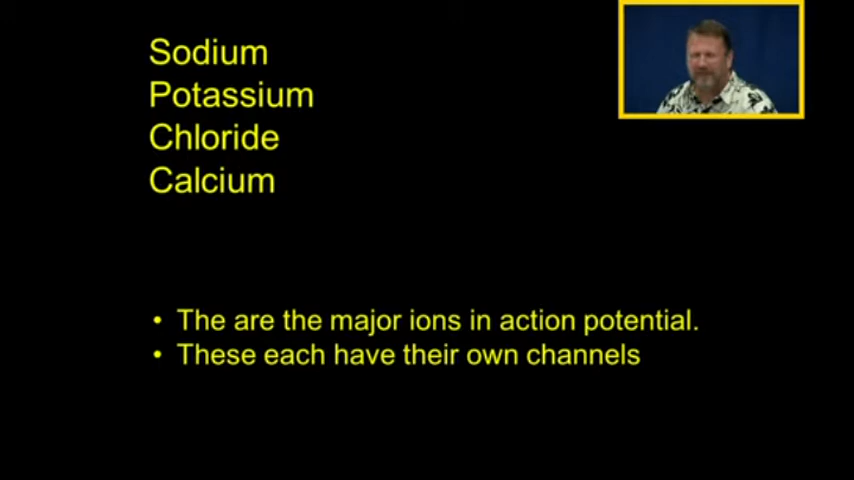 Sodium
Potassium
Chloride
Calcium
• The are the major ions in action potential.
• These each have their own channels